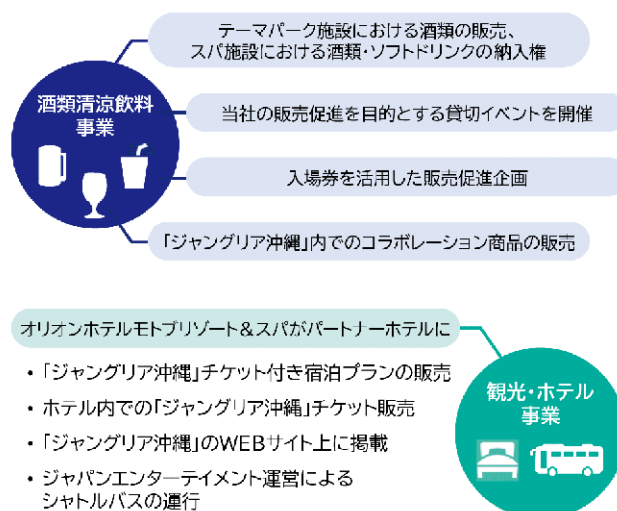 テーマパーク施設における酒類の販売、
スパ施設における酒類・ソフトドリンクの納入権
酒類清涼飲料
事業
当社の販売促進を目的とする貸切イベントを開催
入場券を活用した販売促進企画
「ジャングリア沖縄」内でのコラボレーション商品の販売
オリオンホテルモトブリゾート&スパがパートナーホテルに
・「ジャングリア沖縄」チケット付き宿泊プランの販売
・ホテル内での「ジャングリア沖縄」チケット販売
・「ジャングリア沖縄」のWEBサイト上に掲載
・ジャパンエンターテイメント運営による
シャトルバスの運行
観光・ホテル
事業